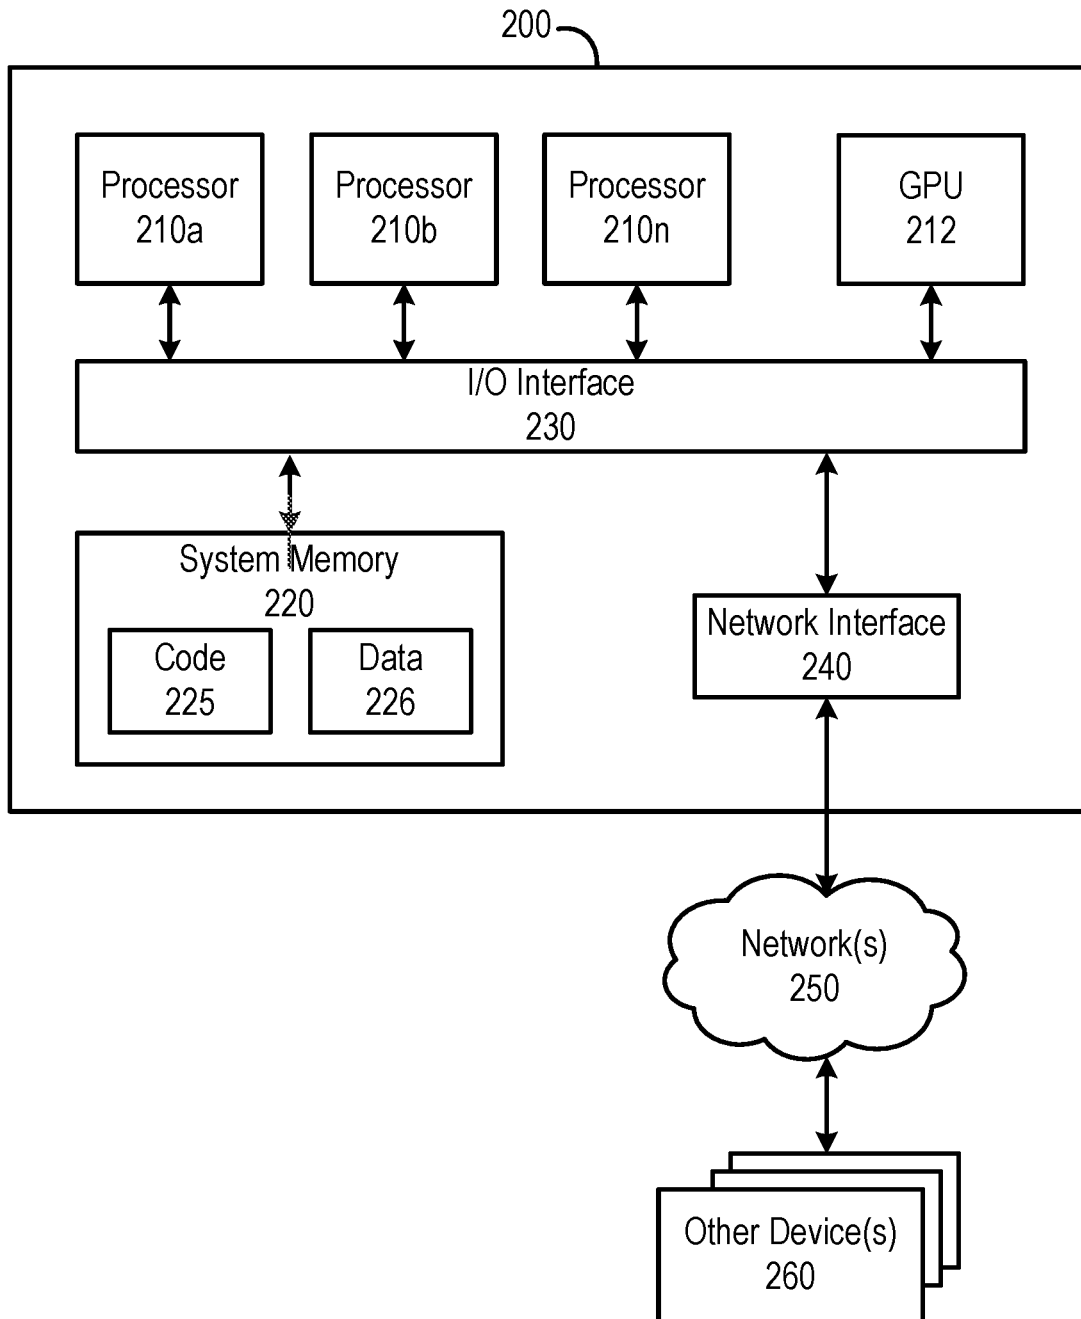 200
Processor
210a
Processor
210b
Processor
210n
GPU
212
I/O Interface
230
System Memory
220
Code
225
Data
226
Network Interface
240
Network(s)
250
Other Device(s)
260